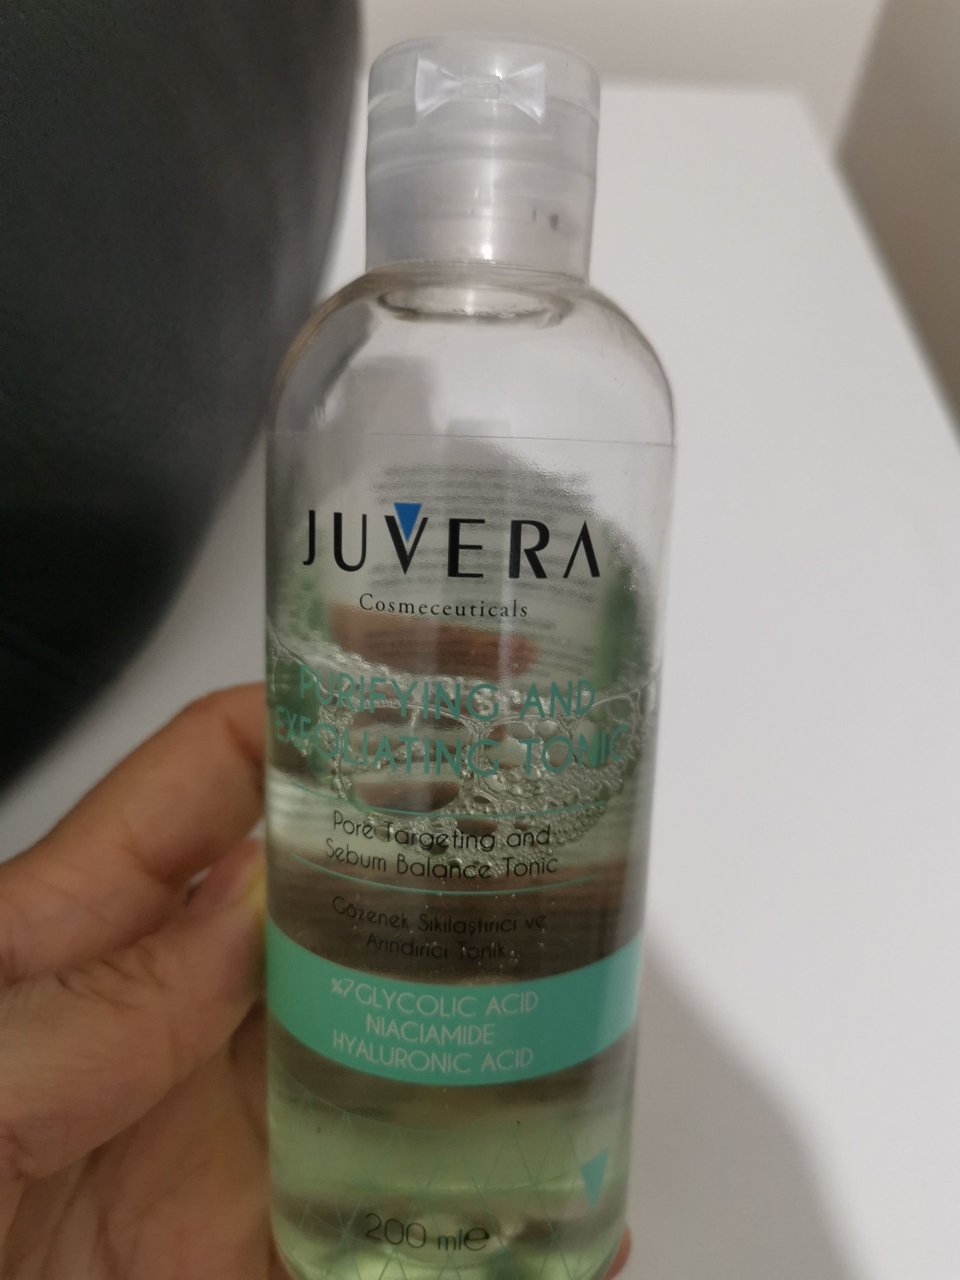 JUVERA
Cosmeceuticals
PURIFYING AND
EXFOLIATING TONIC
Pore Targeting and
Sebum Balance Tonic
Gözenek Sıkılaştırıcı ve
Arındırıcı Tonik
%7 GLYCOLIC ACID
NIACIAMIDE
HYALURONIC ACID
200 ml e